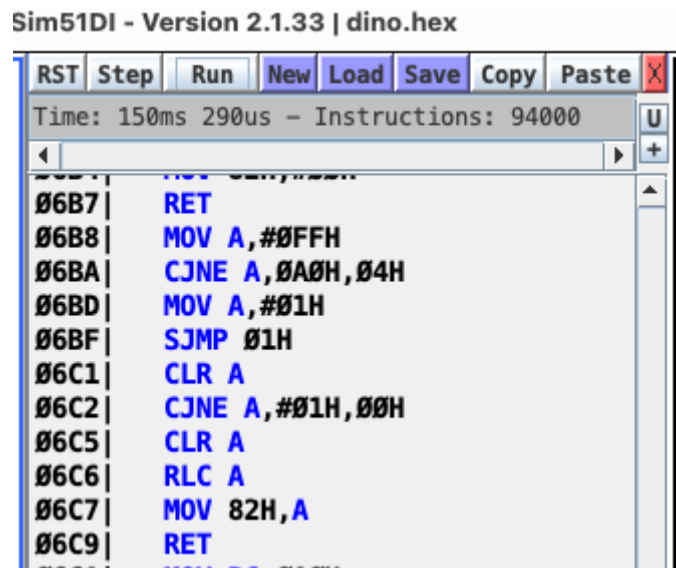 Sim51DI - Version 2.1.33 | dino.hex
RST Step Run New Load Save Copy Paste X
Time: 150ms 290us – Instructions: 94000 U
+
06B7| RET
06B8| MOV A,#0FFH
06BA| CJNE A,0A0H,04H
06BD| MOV A,#01H
06BF| SJMP 01H
06C1| CLR A
06C2| CJNE A,#01H,00H
06C5| CLR A
06C6| RLC A
06C7| MOV 82H,A
06C9| RET